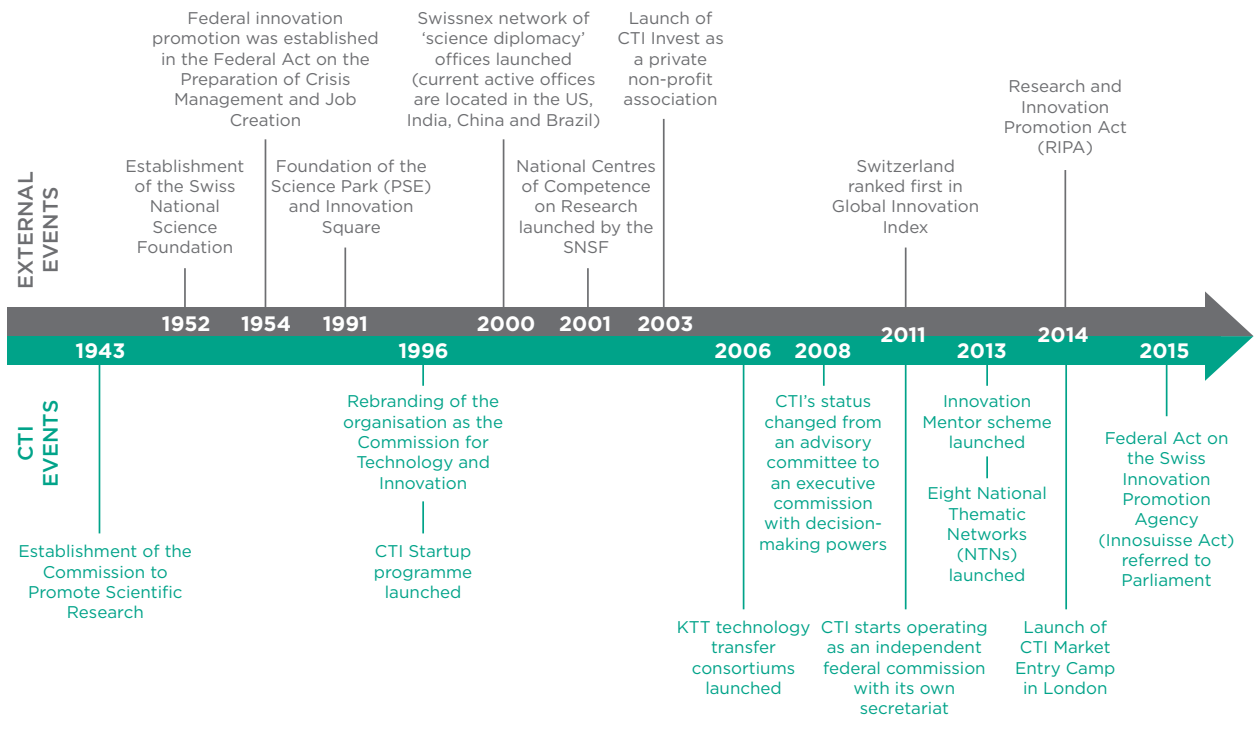 Federal innovation
promotion was established
in the Federal Act on the
Preparation of Crisis
Management and Job
Creation
Swissnex network of
‘science diplomacy’
offices launched
(current active offices
are located in the US,
India, China and Brazil)
Launch of
CTI Invest as
a private
non-profit
association
Research and
Innovation
Promotion Act
(RIPA)
Establishment
of the Swiss
National
Science
Foundation
Foundation of the
Science Park (PSE)
and Innovation
Square
National Centres
of Competence
on Research
launched by the
SNSF
Switzerland
ranked first in
Global Innovation
Index
EXTERNAL
EVENTS
1952
1954
1991
2000
2001
2003
2011
2014
1943
1996
2006
2008
2013
2015
CTI
EVENTS
Establishment of the
Commission to
Promote Scientific
Research
Rebranding of the
organisation as the
Commission for
Technology and
Innovation
CTI Startup
programme
launched
KTT technology
transfer
consortiums
launched
CTI’s status
changed from
an advisory
committee to
an executive
commission
with decision-
making powers
CTI starts operating
as an independent
federal commission
with its own
secretariat
Innovation
Mentor scheme
launched
Eight National
Thematic
Networks
(NTNs)
launched
Launch of
CTI Market
Entry Camp
in London
Federal Act on
the Swiss
Innovation
Promotion
Agency
(Innosuisse Act)
referred to
Parliament